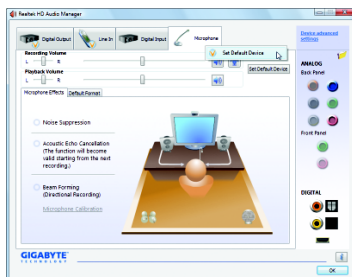 Realtek HD Audio Manager
Digital Output
Line In
Digital Input
Microphone
Device advanced
settings
Set Default Device
Recording Volume
L R
Set Default Device
Playback Volume
L R
ANALOG
Back Panel
Microphone Effects
Default Format
Noise Suppression
Acoustic Echo Cancellation
(The function will become
valid starting from the next
recording.)
Front Panel
Beam Forming
(Directional Recording)
Microphone Calibration
DIGITAL
GIGABYTE
TECHNOLOGY
i
OK